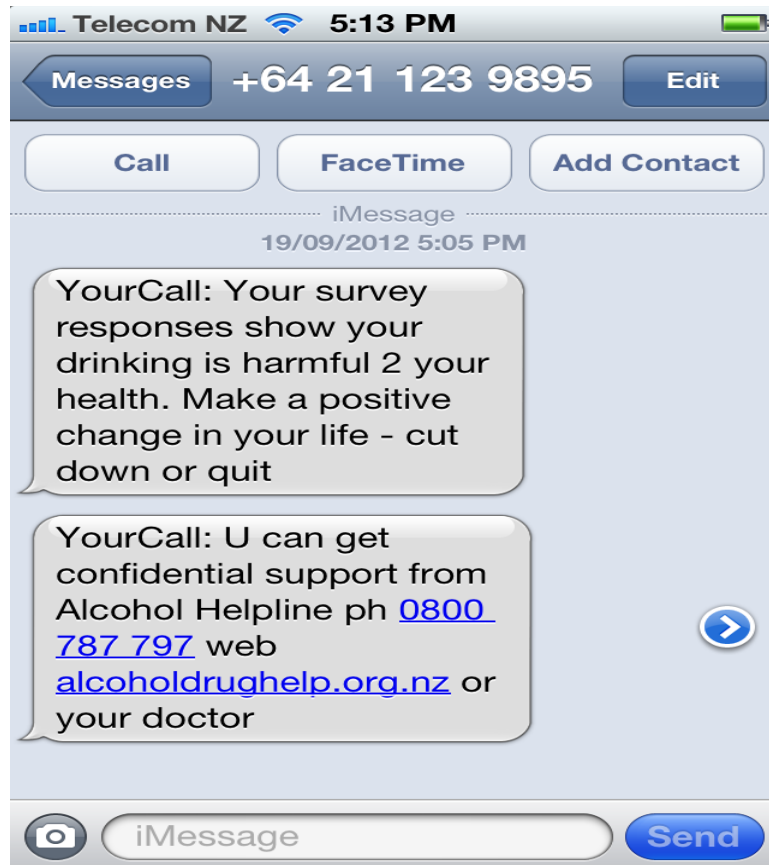 Telecom NZ 5:13 PM
Messages +64 21 123 9895 Edit
Call FaceTime Add Contact
iMessage
19/09/2012 5:05 PM
YourCall: Your survey
responses show your
drinking is harmful 2 your
health. Make a positive
change in your life - cut
down or quit
YourCall: U can get
confidential support from
Alcohol Helpline ph 0800
787 797 web
alcoholdrughelp.org.nz or
your doctor
iMessage Send